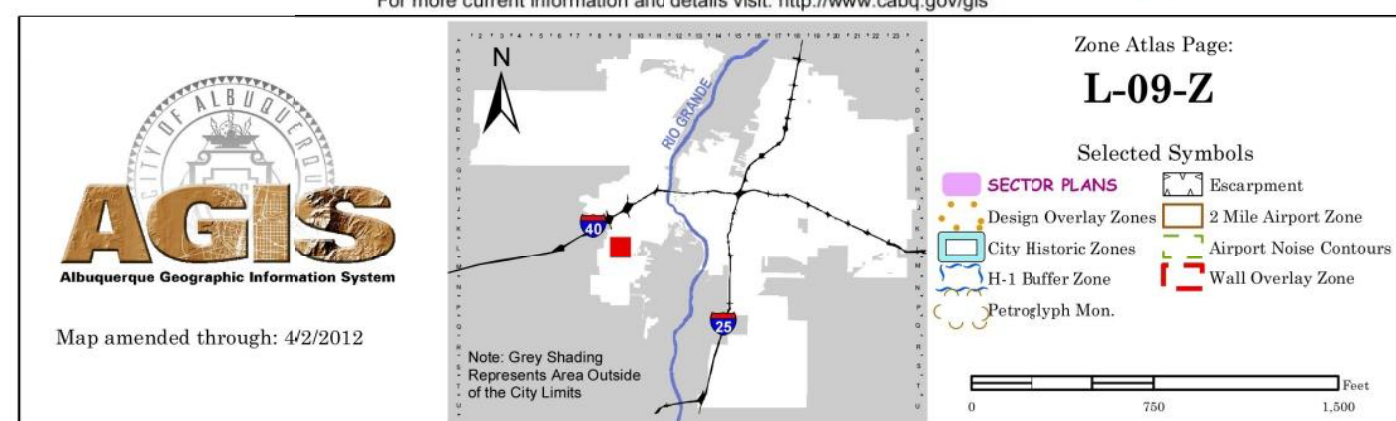 For more current information and details visit: http://www.cabq.gov/gis
CITY OF ALBUQUERQUE
AGIS
Albuquerque Geographic Information System
Map amended through: 4/2/2012
N
RIO GRANDE
40
25
Note: Grey Shading
Represents Area Outside
of the City Limits
Zone Atlas Page:
L-09-Z
Selected Symbols
SECTOR PLANS
Escarpment
Design Overlay Zones
2 Mile Airport Zone
City Historic Zones
Airport Noise Contours
H-1 Buffer Zone
Wall Overlay Zone
Petroglyph Mon.
Feet
0 750 1,500